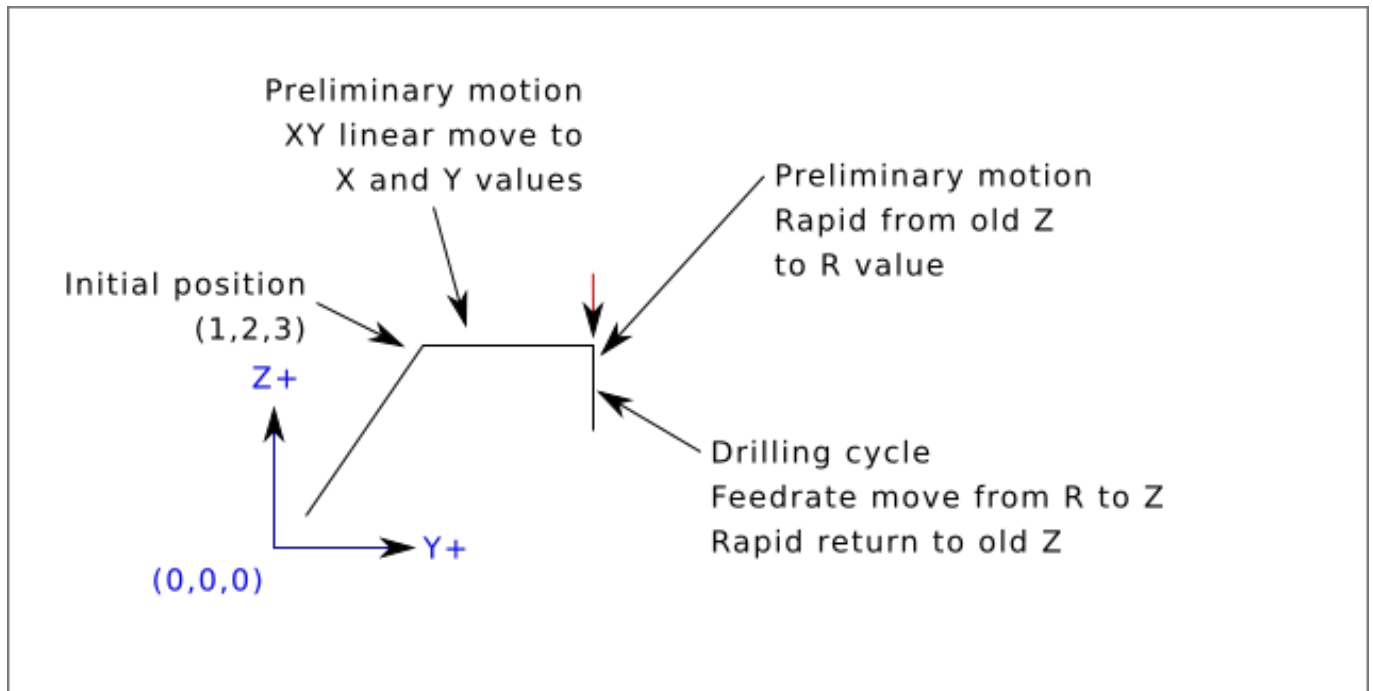 Preliminary motion
XY linear move to
X and Y values
Preliminary motion
Rapid from old Z
to R value
Initial position
(1,2,3)
Z+
Drilling cycle
Feedrate move from R to Z
Rapid return to old Z
Y+
(0,0,0)